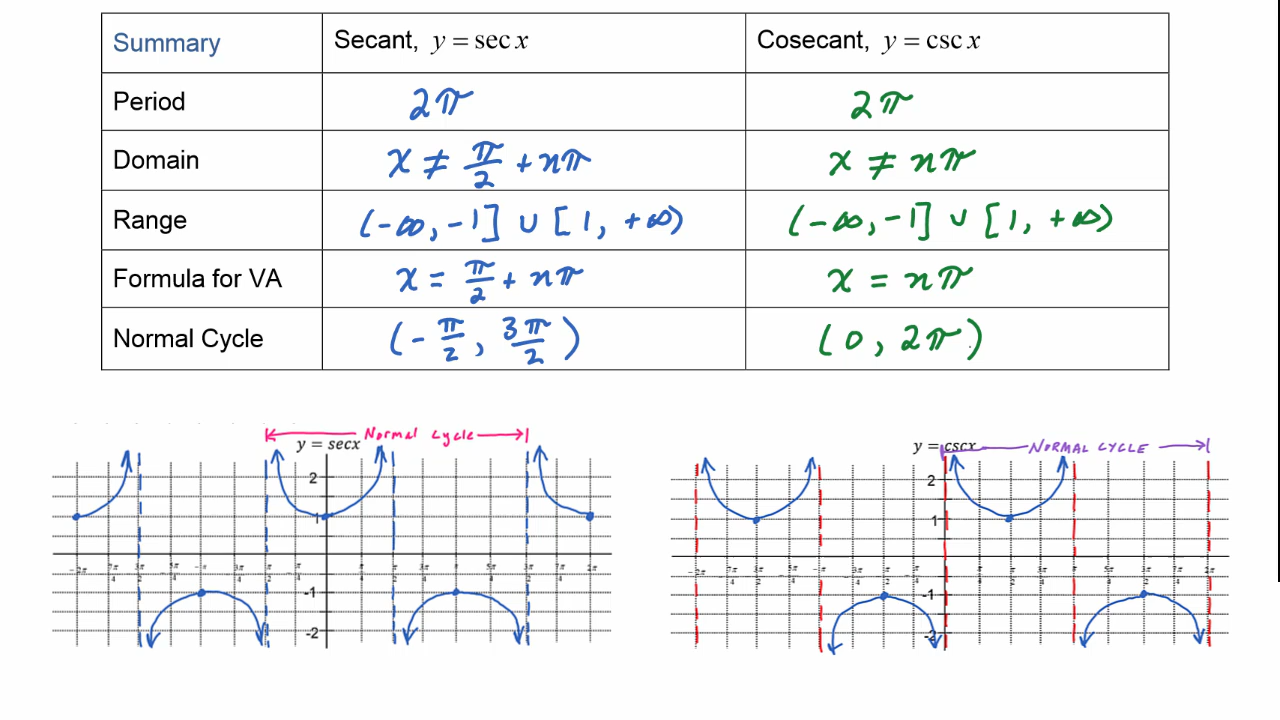 Summary Secant, y = sec x Cosecant, y = csc x
Period 2π 2π
Domain x ≠ π/2 + nπ x ≠ nπ
Range (-∞, -1] ∪ [1, +∞) (-∞, -1] ∪ [1, +∞)
Formula for VA x = π/2 + nπ x = nπ
Normal Cycle (-π/2, 3π/2) (0, 2π)
Normal cycle
y = secx
2
1
-1
-2
y = cscx NORMAL CYCLE
2
1
-1
-2